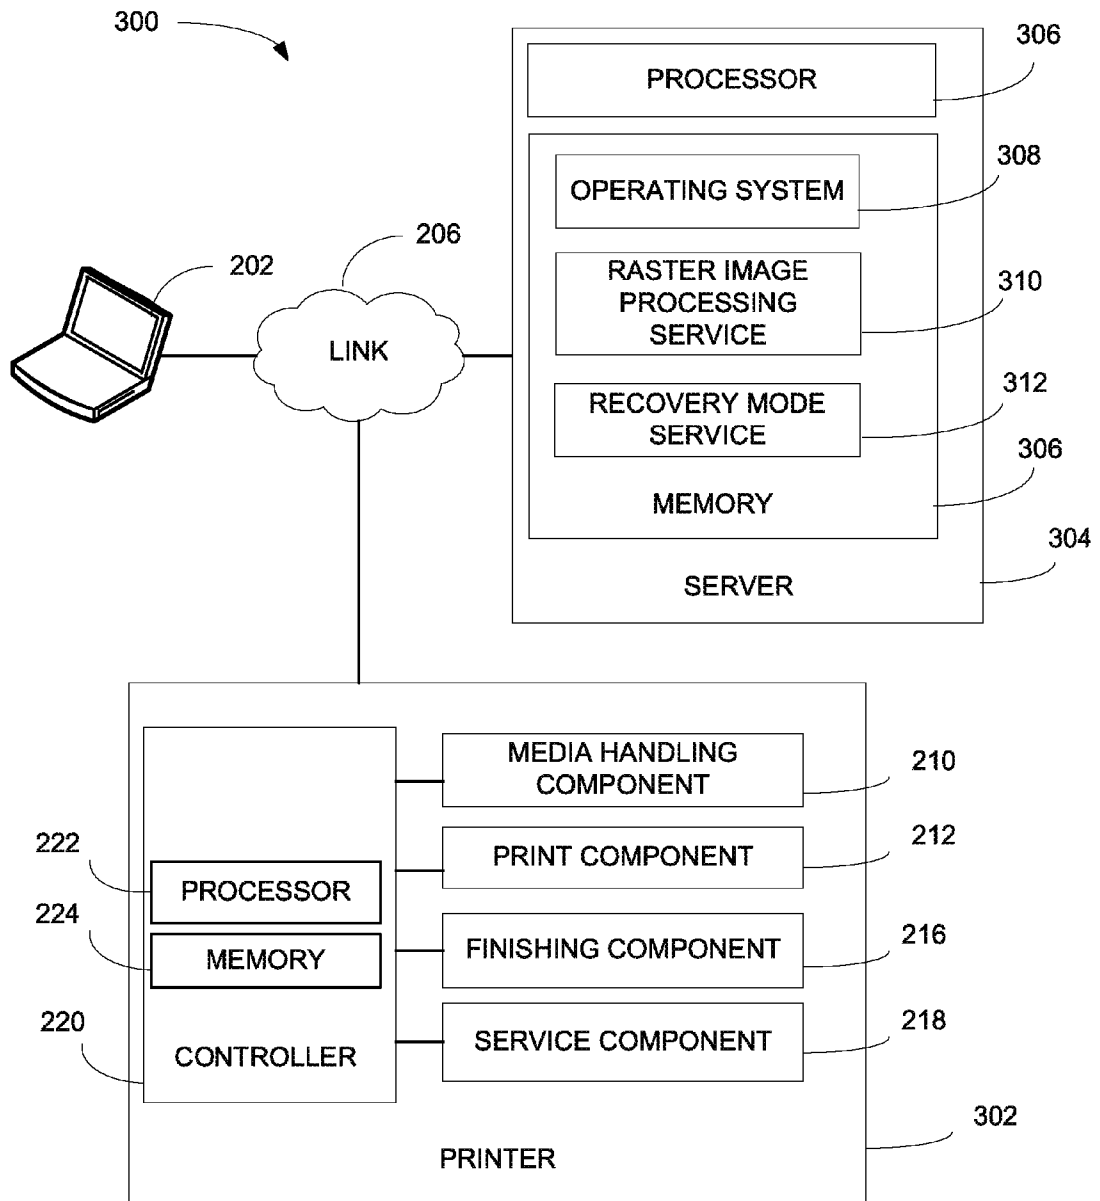 300
306
PROCESSOR
308
OPERATING SYSTEM
206
202
RASTER IMAGE
PROCESSING
SERVICE
310
LINK
312
RECOVERY MODE
SERVICE
306
MEMORY
304
SERVER
MEDIA HANDLING
COMPONENT
210
222
212
PRINT COMPONENT
PROCESSOR
224
216
FINISHING COMPONENT
MEMORY
220
218
SERVICE COMPONENT
CONTROLLER
302
PRINTER